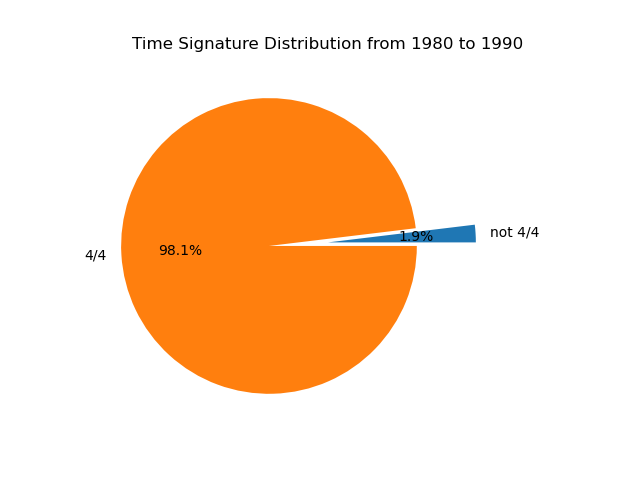 Time Signature Distribution from 1980 to 1990
not 4/4
1.9%
98.1%
4/4